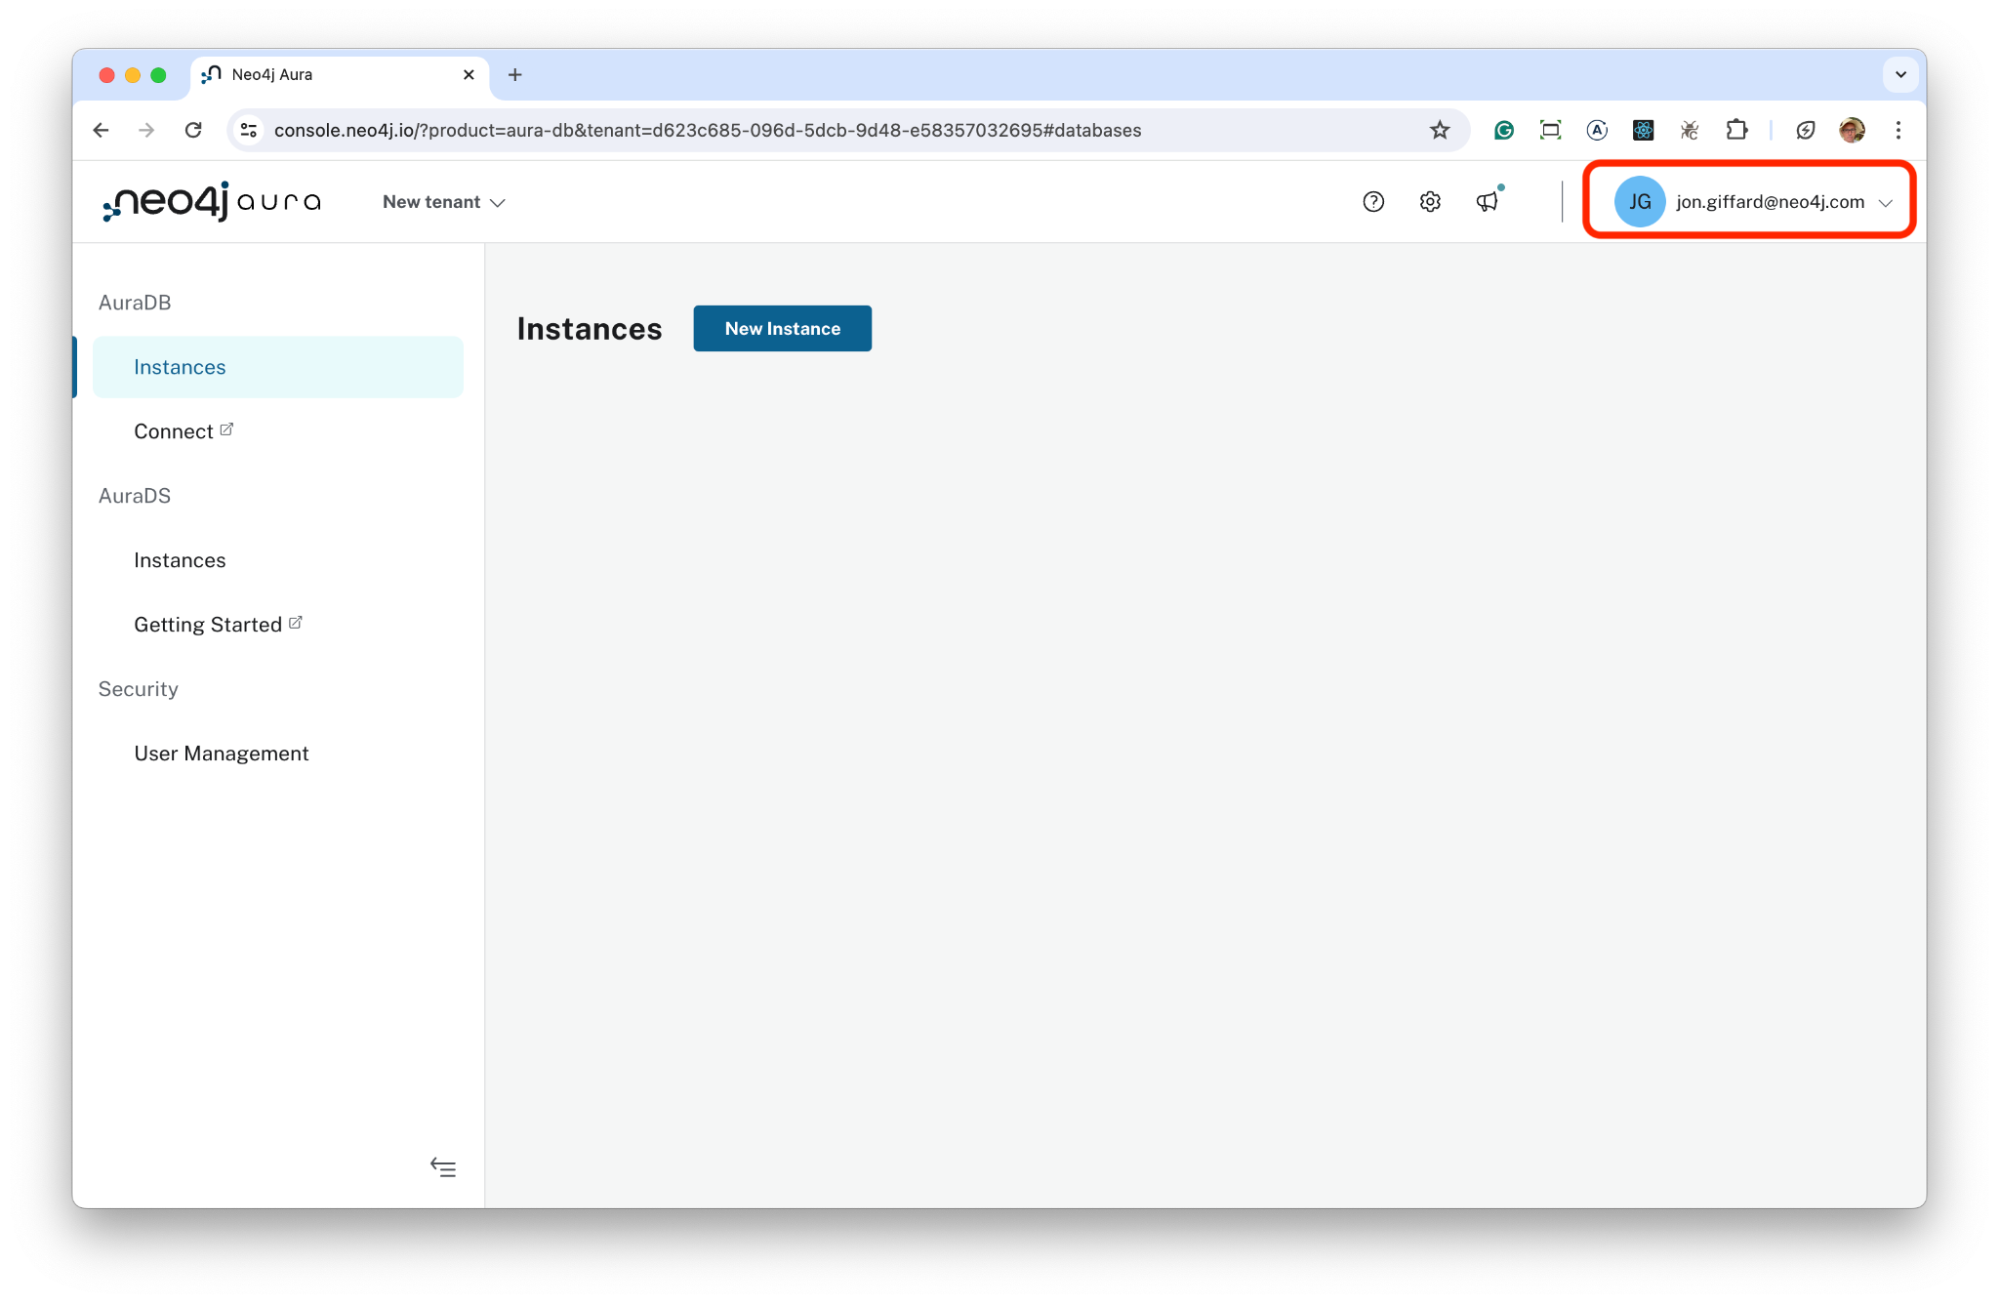 Neo4j Aura
console.neo4j.io/?product=aura-db&tenant=d623c685-096d-5dcb-9d48-e58357032695#databases
neo4j aura
New tenant
JG
jon.giffard@neo4j.com
AuraDB
Instances
Connect
AuraDS
Instances
Getting Started
Security
User Management
Instances
New Instance